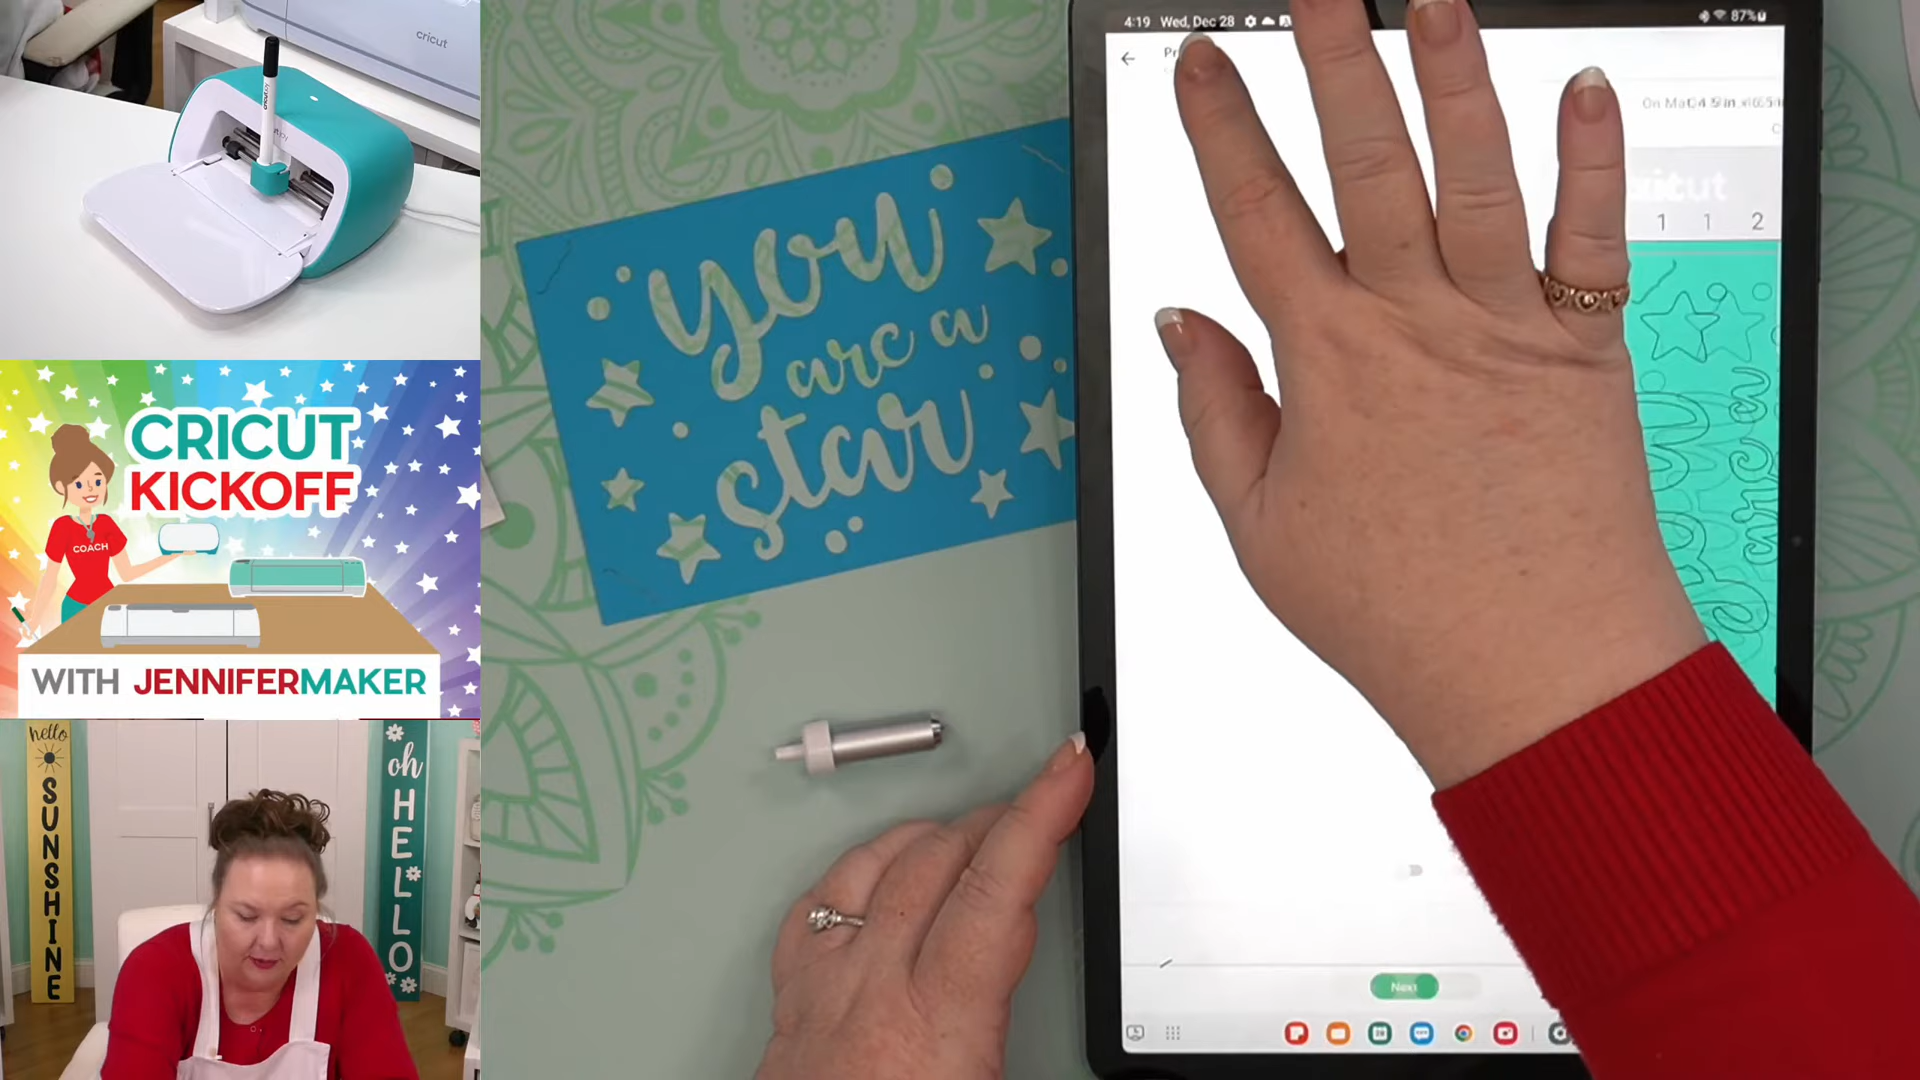 cricut
CRICUT
KICKOFF
COACH
WITH JENNIFERMAKER
hello
SUNSHINE
oh
HELLO
you
are a
star
4:19 Wed, Dec 28
87%
1 1 2
Next